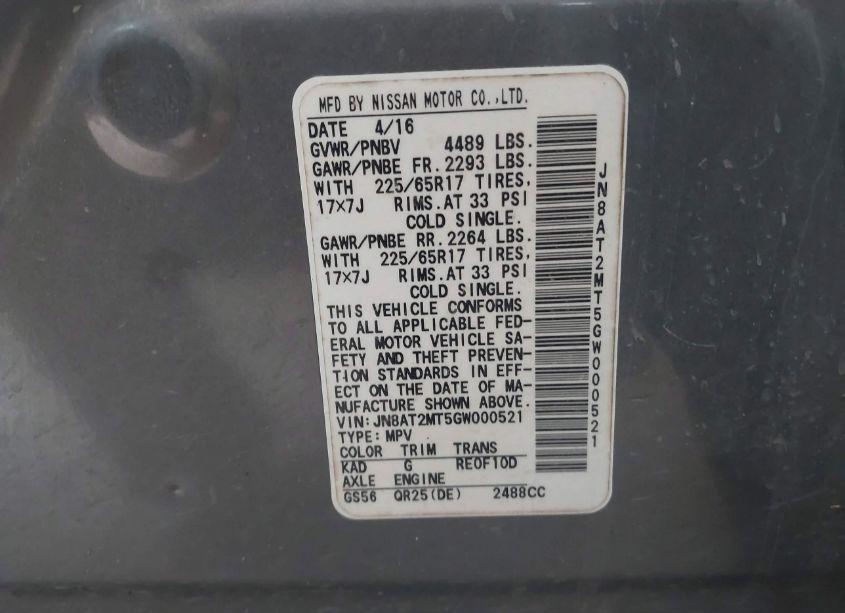 MFD BY NISSAN MOTOR CO.,LTD.
DATE 4/16
GVWR/PNBV 4489 LBS.
GAWR/PNBE FR. 2293 LBS.
WITH 225/65R17 TIRES,
17×7J RIMS.AT 33 PSI
COLD SINGLE.
GAWR/PNBE RR. 2264 LBS.
WITH 225/65R17 TIRES,
17×7J RIMS.AT 33 PSI
COLD SINGLE.
THIS VEHICLE CONFORMS
TO ALL APPLICABLE FED-
ERAL MOTOR VEHICLE SA-
FETY AND THEFT PREVEN-
TION STANDARDS IN EFF-
ECT ON THE DATE OF MA-
NUFACTURE SHOWN ABOVE.
VIN:JN8AT2MT5GW000521
TYPE:MPV
COLOR TRIM TRANS
KAD G RE0F10D
AXLE ENGINE
GS56 QR25(DE) 2488CC
JN8AT2MT5GW000521